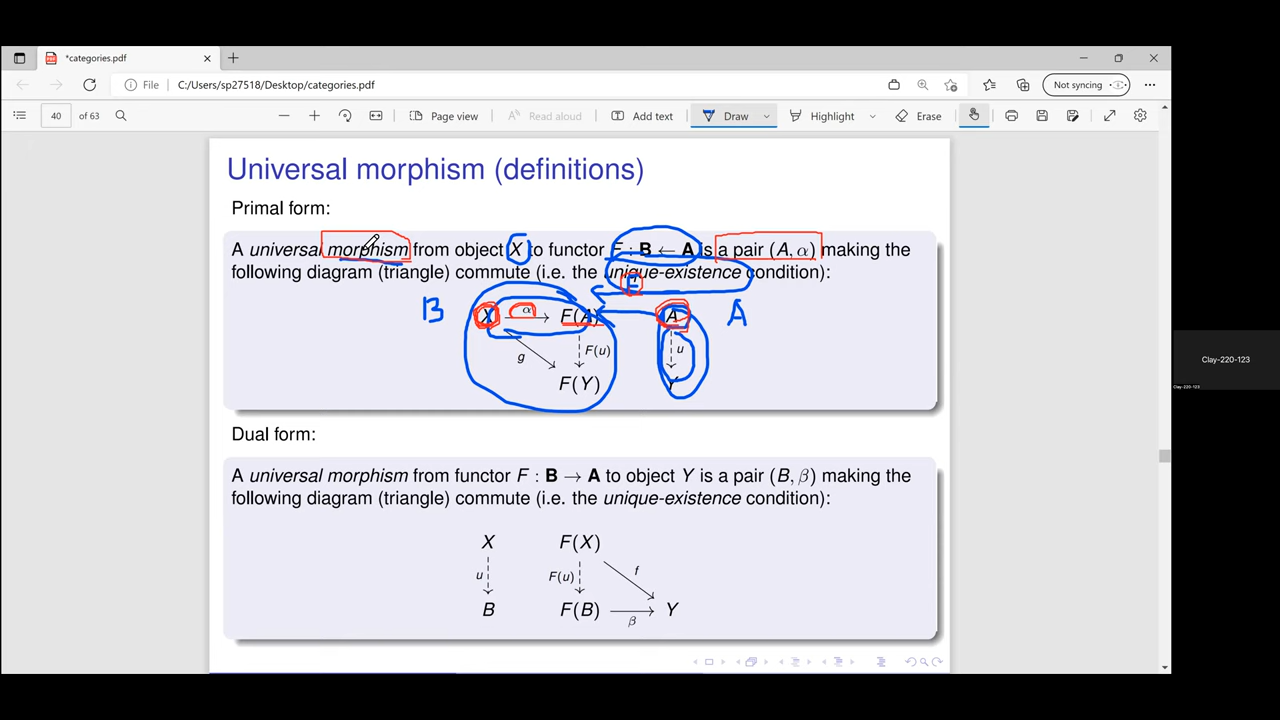 *categories.pdf
File C:/Users/sp27518/Desktop/categories.pdf Not syncing
40 of 63 Page view Read aloud Add text Draw Highlight Erase
Universal morphism (definitions)
Primal form:
A universal morphism from object X to functor F : B ← A is a pair (A, α) making the
following diagram (triangle) commute (i.e. the unique-existence condition):
F
B X α F(A) A A
g F(u) u
F(Y) Y
Clay-220-123
Clay-220-123
Dual form:
A universal morphism from functor F : B → A to object Y is a pair (B, β) making the
following diagram (triangle) commute (i.e. the unique-existence condition):
X F(X)
u F(u) f
B F(B) β Y